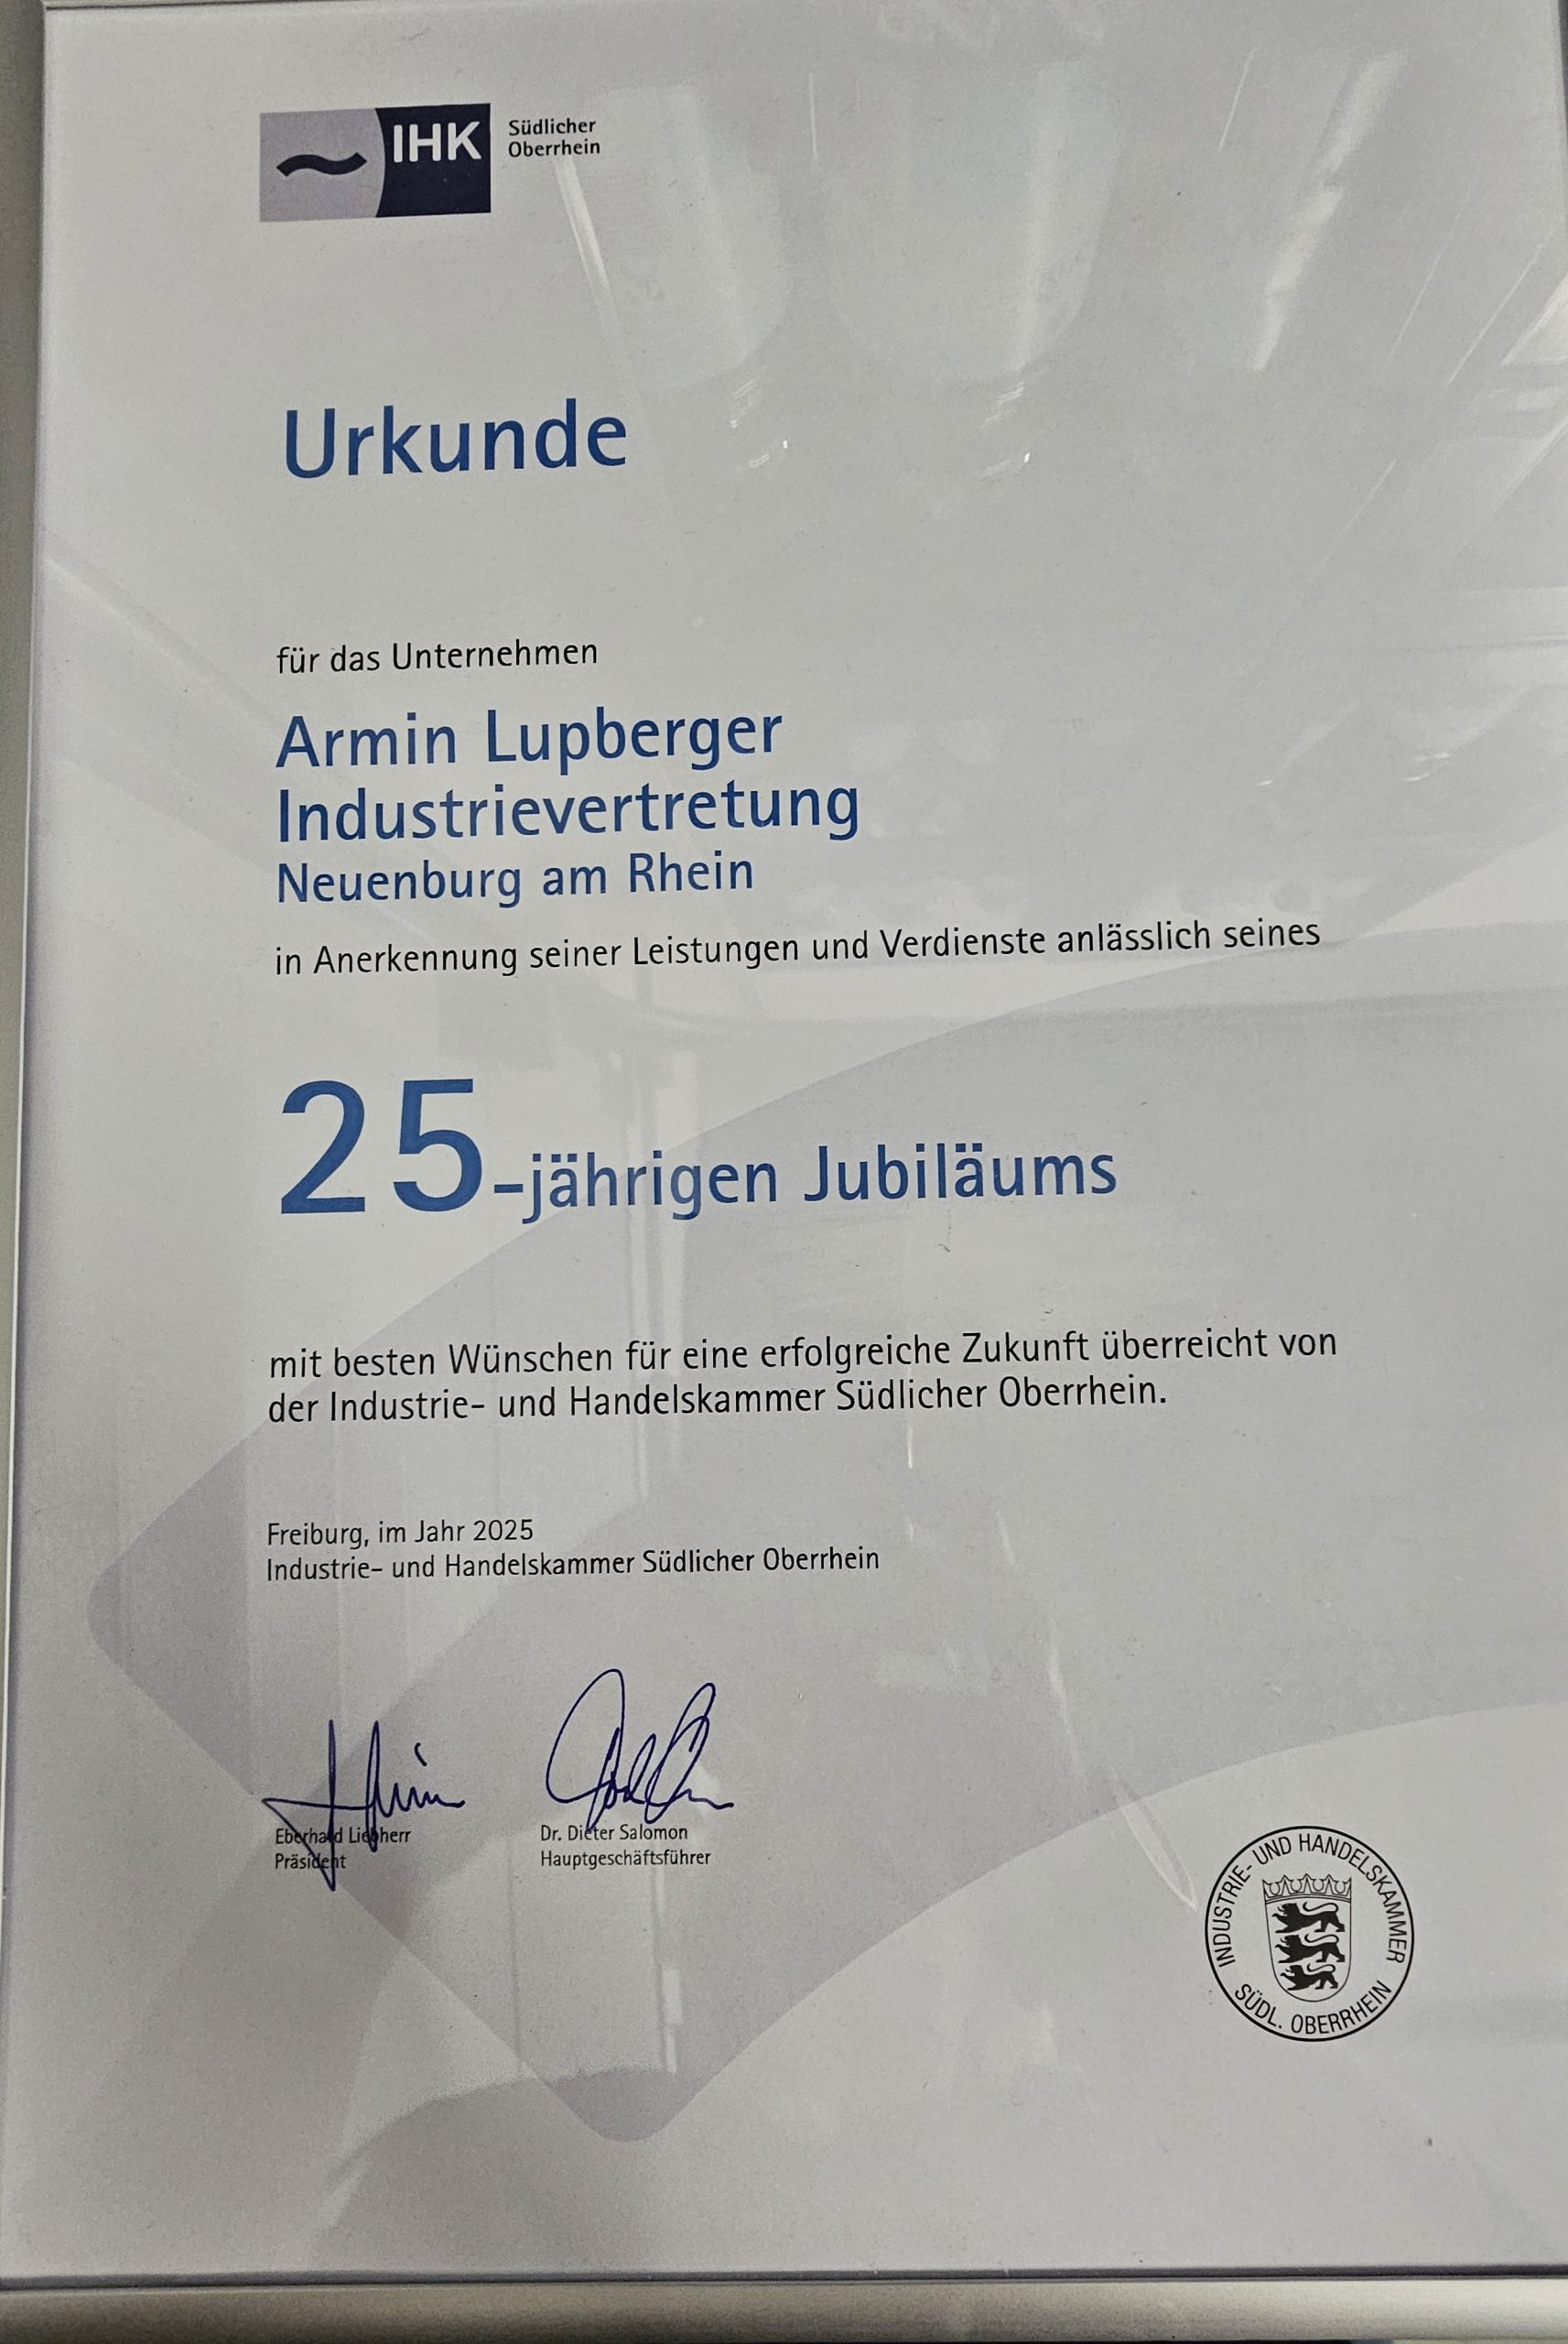 IHK
Südlicher
Oberrhein
Urkunde
für das Unternehmen
Armin Lupberger
Industrievertretung
Neuenburg am Rhein
in Anerkennung seiner Leistungen und Verdienste anlässlich seines
25-jährigen Jubiläums
mit besten Wünschen für eine erfolgreiche Zukunft überreicht von
der Industrie- und Handelskammer Südlicher Oberrhein.
Freiburg, im Jahr 2025
Industrie- und Handelskammer Südlicher Oberrhein
Eberhard Liebherr
Präsident
Dr. Dieter Salomon
Hauptgeschäftsführer
INDUSTRIE- UND HANDELSKAMMER
SÜDL. OBERRHEIN